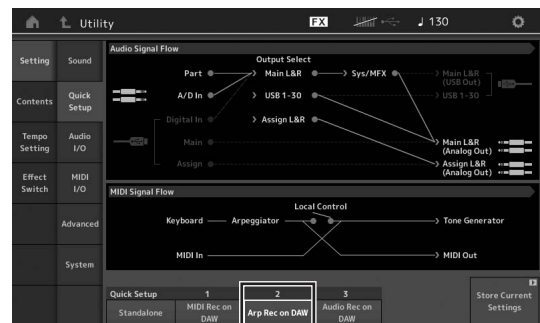 Utility FX ♩ 130
Setting
Contents
Tempo
Setting
Effect
Switch
Sound
Quick
Setup
Audio
I/O
MIDI
I/O
Advanced
System
Audio Signal Flow
Output Select
Part Main L&R Sys/MFX Main L&R
(USB Out)
A/D In USB 1-30 USB 1-30
Digital In Assign L&R
Main Main L&R
(Analog Out)
Assign Assign L&R
(Analog Out)
MIDI Signal Flow
Local Control
Keyboard Arpeggiator Tone Generator
MIDI In MIDI Out
Quick Setup 1 2 3
Standalone
MIDI Rec on
DAW
Arp Rec on DAW
Audio Rec on
DAW
Store Current
Settings